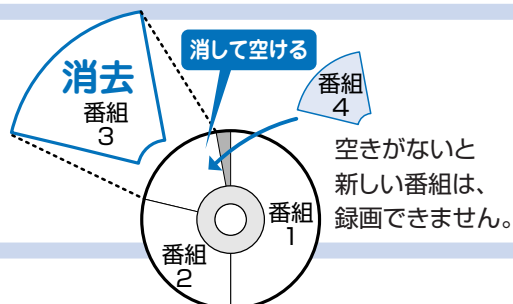 消去
番組
3
消して空ける
番組
4
空きがないと
新しい番組は、
録画できません。
番組
1
番組
2